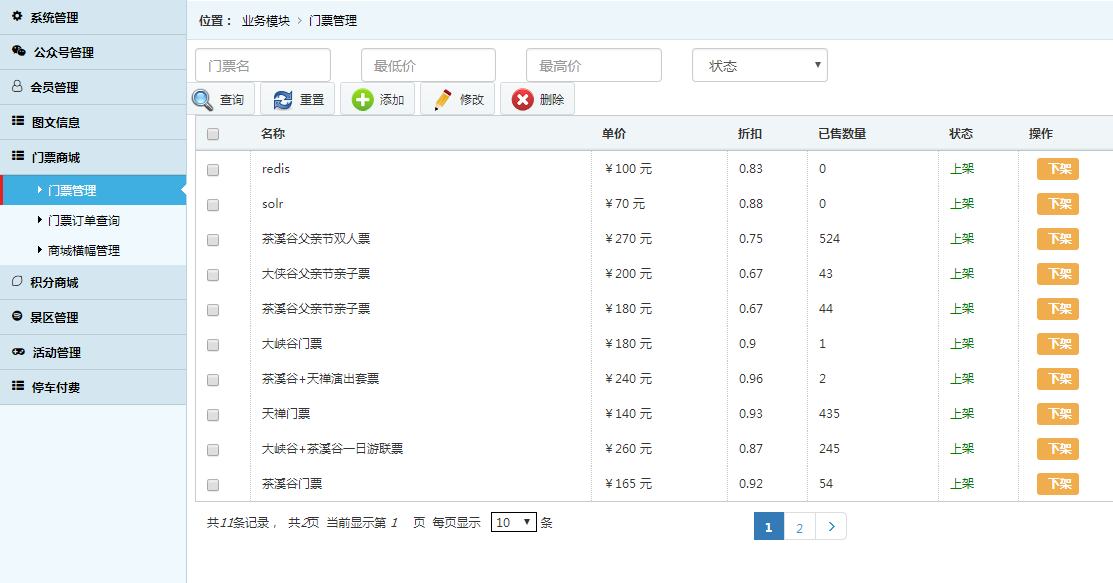 系统管理
公众号管理
会员管理
图文信息
门票商城
门票管理
门票订单查询
商城横幅管理
积分商城
景区管理
活动管理
停车付费
位置： 业务模块 > 门票管理
门票名 最低价 最高价 状态
查询 重置 添加 修改 删除
名称 单价 折扣 已售数量 状态 操作
redis ￥100 元 0.83 0 上架 下架
solr ￥70 元 0.88 0 上架 下架
茶溪谷父亲节双人票 ￥270 元 0.75 524 上架 下架
大侠谷父亲节亲子票 ￥200 元 0.67 43 上架 下架
茶溪谷父亲节亲子票 ￥180 元 0.67 44 上架 下架
大峡谷门票 ￥180 元 0.9 1 上架 下架
茶溪谷+天禅演出套票 ￥240 元 0.96 2 上架 下架
天禅门票 ￥140 元 0.93 435 上架 下架
大峡谷+茶溪谷一日游联票 ￥260 元 0.87 245 上架 下架
茶溪谷门票 ￥165 元 0.92 54 上架 下架
共11条记录， 共2页 当前显示第 1 页 每页显示 10 条 1 2 >